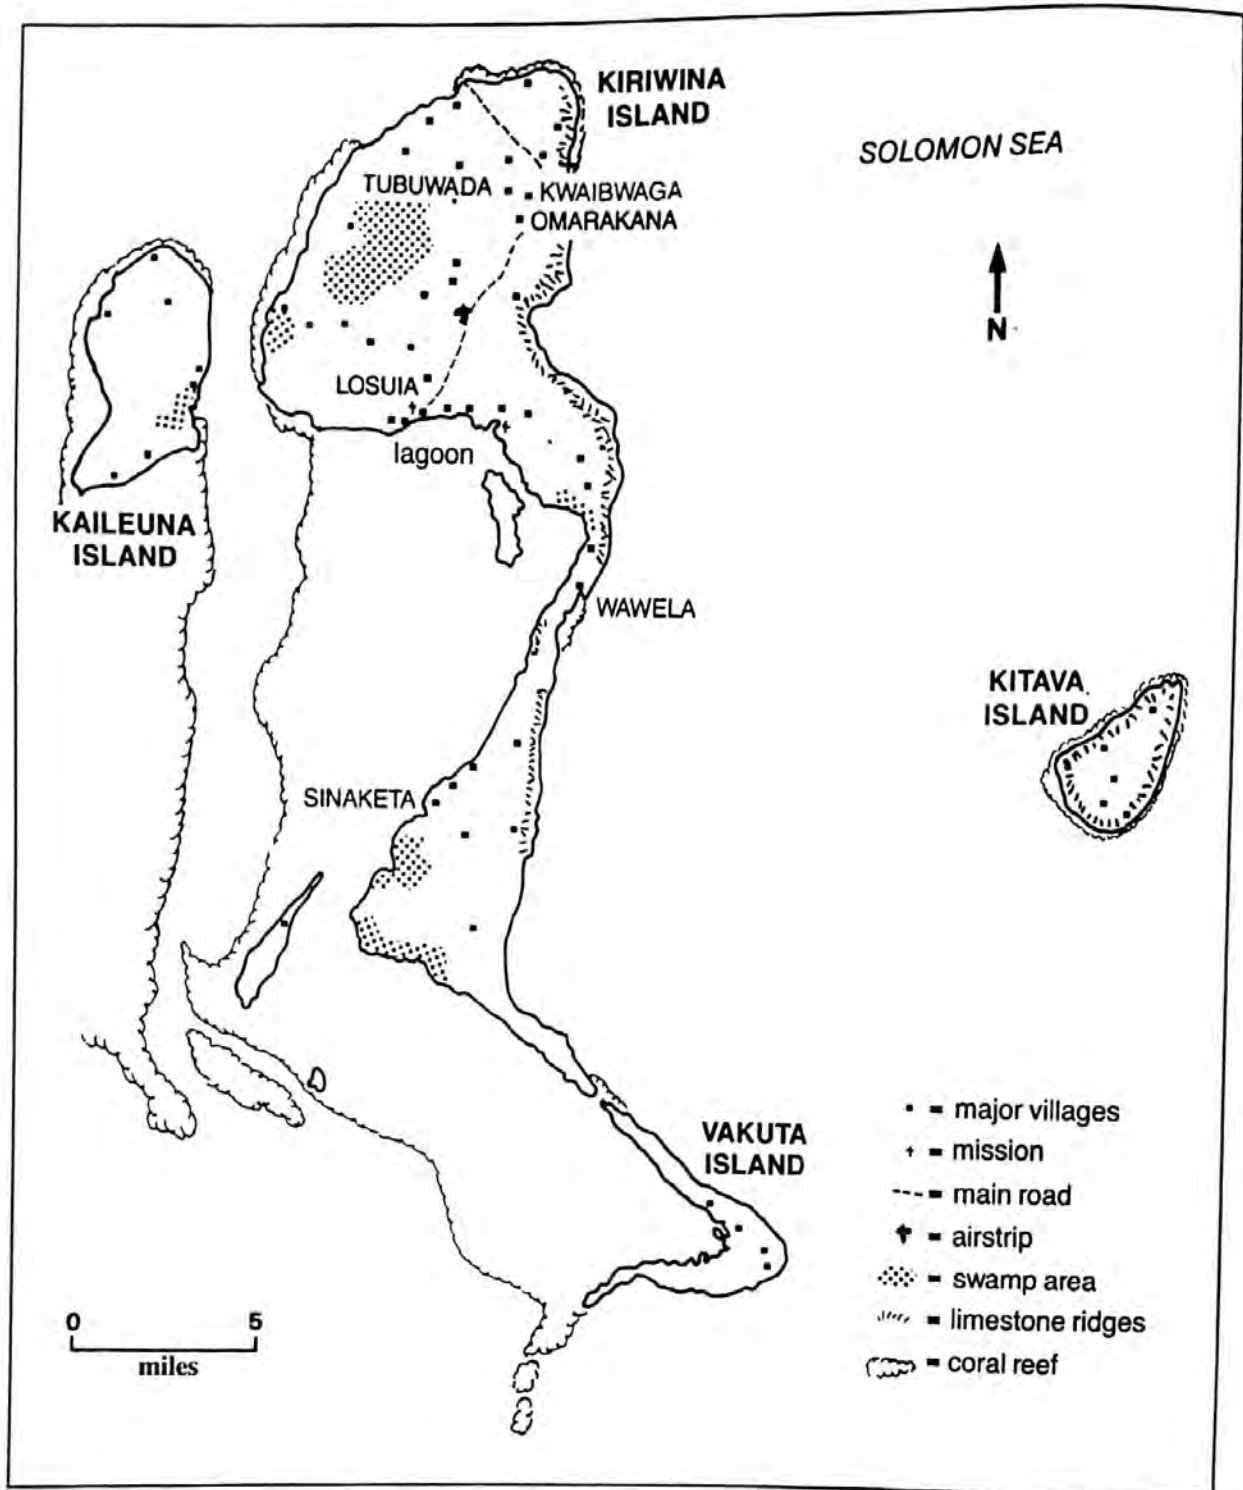 KIRIWINA
ISLAND
SOLOMON SEA
TUBUWADA
KWAIBWAGA
OMARAKANA
N
LOSUIA
lagoon
KAILEUNA
ISLAND
WAWELA
KITAVA
ISLAND
SINAKETA
VAKUTA
ISLAND
= major villages
= mission
= main road
= airstrip
= swamp area
= limestone ridges
= coral reef
0 5
miles